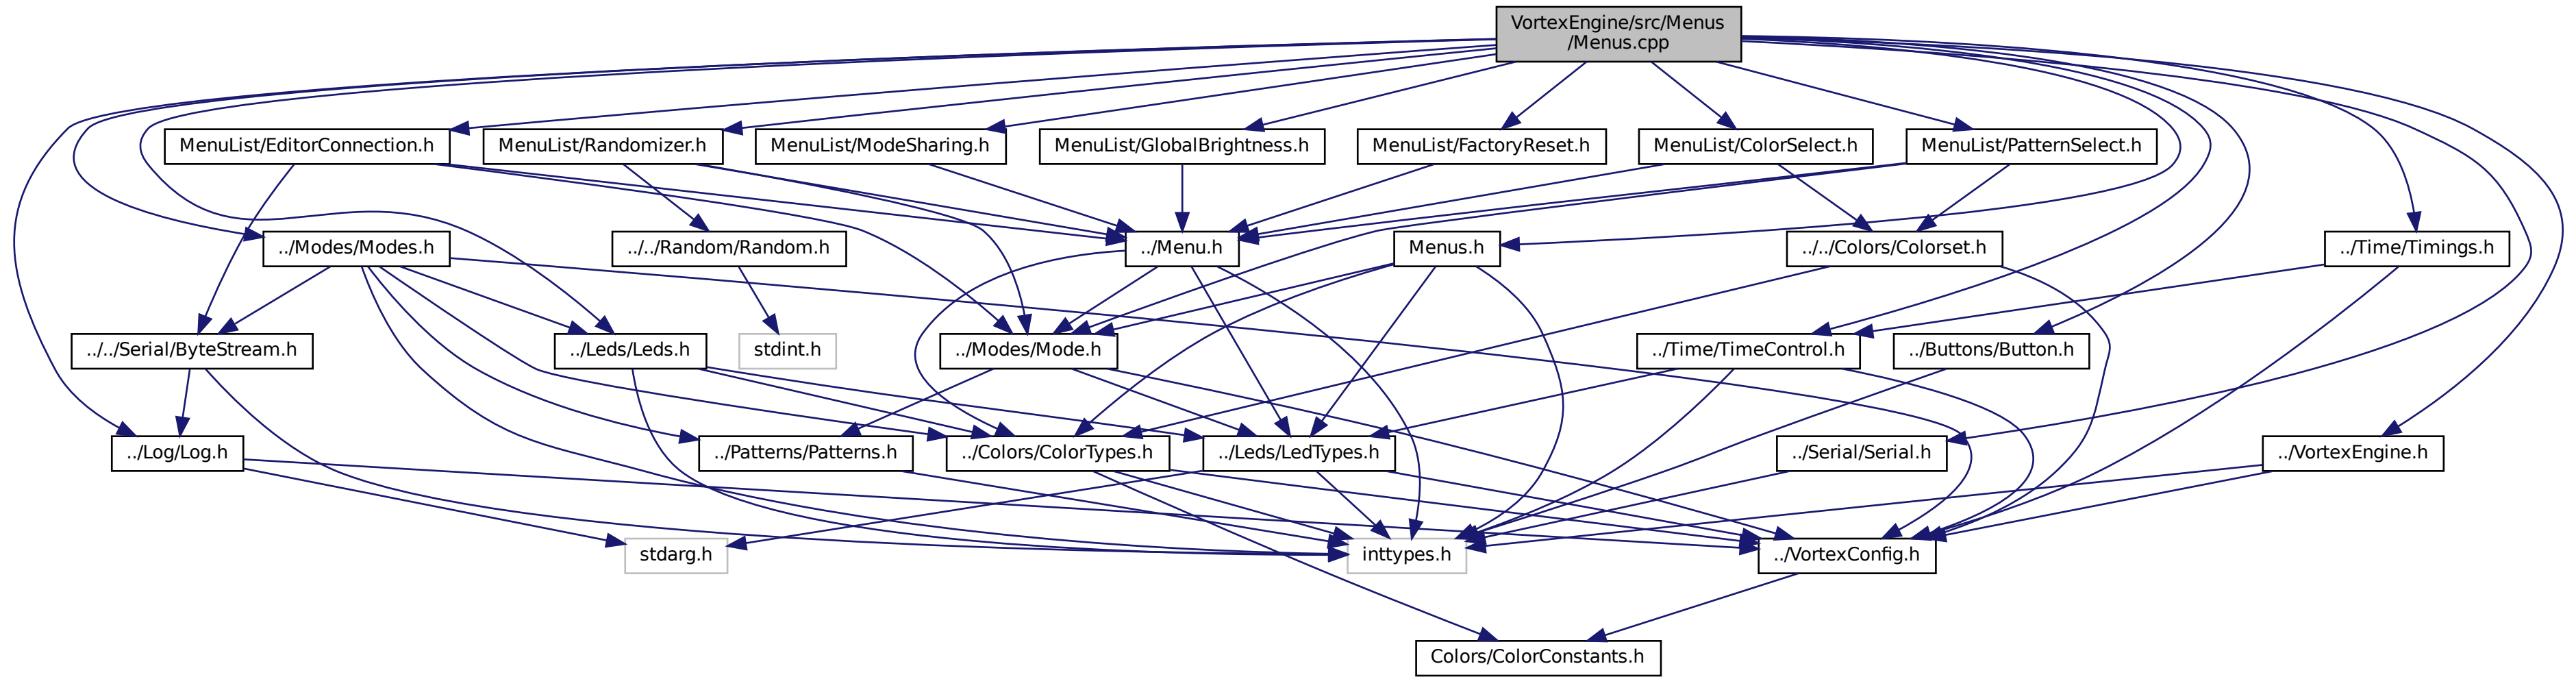 VortexEngine/src/Menus
/Menus.cpp
MenuList/EditorConnection.h
MenuList/Randomizer.h
MenuList/ModeSharing.h
MenuList/GlobalBrightness.h
MenuList/FactoryReset.h
MenuList/ColorSelect.h
MenuList/PatternSelect.h
../Modes/Modes.h
../../Random/Random.h
../Menu.h
Menus.h
../../Colors/Colorset.h
../Time/Timings.h
../../Serial/ByteStream.h
../Leds/Leds.h
stdint.h
../Modes/Mode.h
../Time/TimeControl.h
../Buttons/Button.h
../Log/Log.h
../Patterns/Patterns.h
../Colors/ColorTypes.h
../Leds/LedTypes.h
../Serial/Serial.h
../VortexEngine.h
stdarg.h
inttypes.h
../VortexConfig.h
Colors/ColorConstants.h